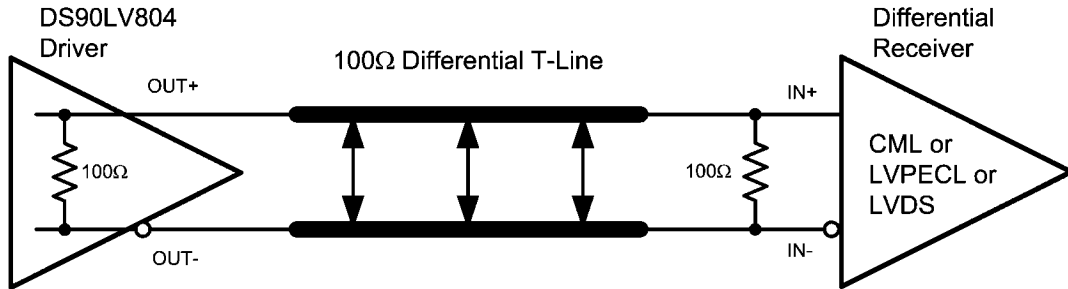 DS90LV804
Driver
Differential
Receiver
100Ω Differential T-Line
OUT+
IN+
100Ω
100Ω
CML or
LVPECL or
LVDS
OUT-
IN-